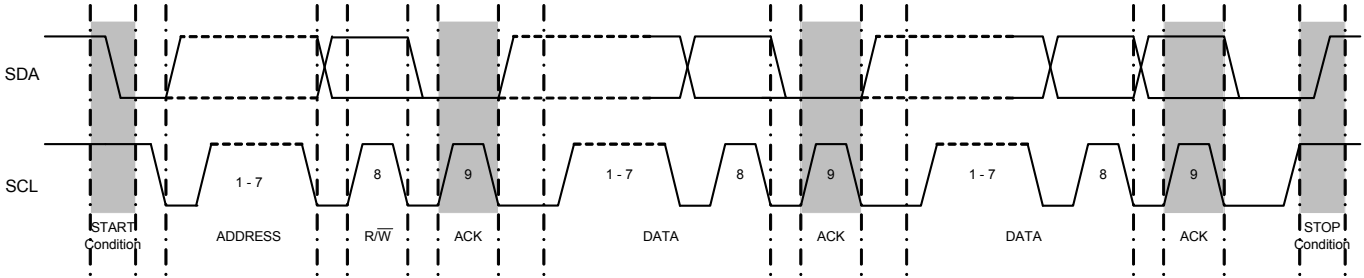 SDA
SCL
1 - 7
8
9
1 - 7
8
9
1 - 7
8
9
START
Condition
ADDRESS
R/W̅
ACK
DATA
ACK
DATA
ACK
STOP
Condition